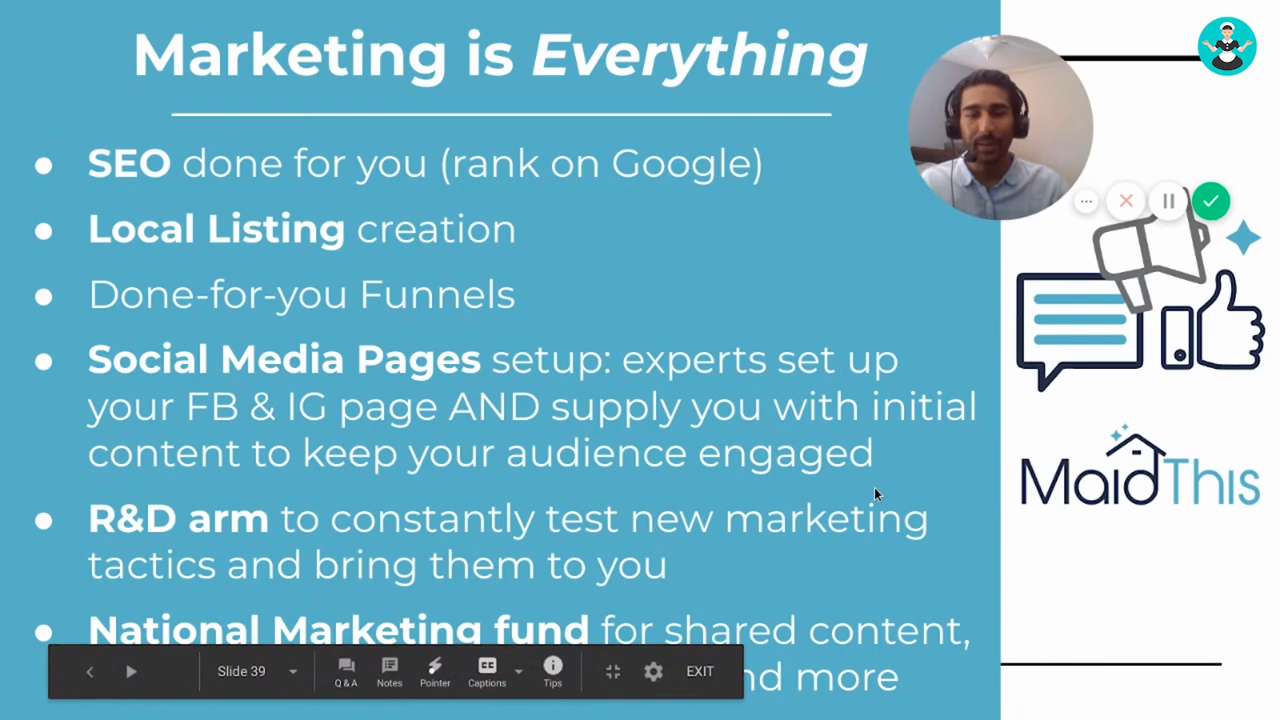 Marketing is Everything
SEO done for you (rank on Google)
Local Listing creation
Done-for-you Funnels
Social Media Pages setup: experts set up
your FB & IG page AND supply you with initial
content to keep your audience engaged
R&D arm to constantly test new marketing
tactics and bring them to you
National Marketing fund for shared content,
more
MaidThis
Slide 39
Q & A
Notes
Pointer
CC
Captions
Tips
EXIT